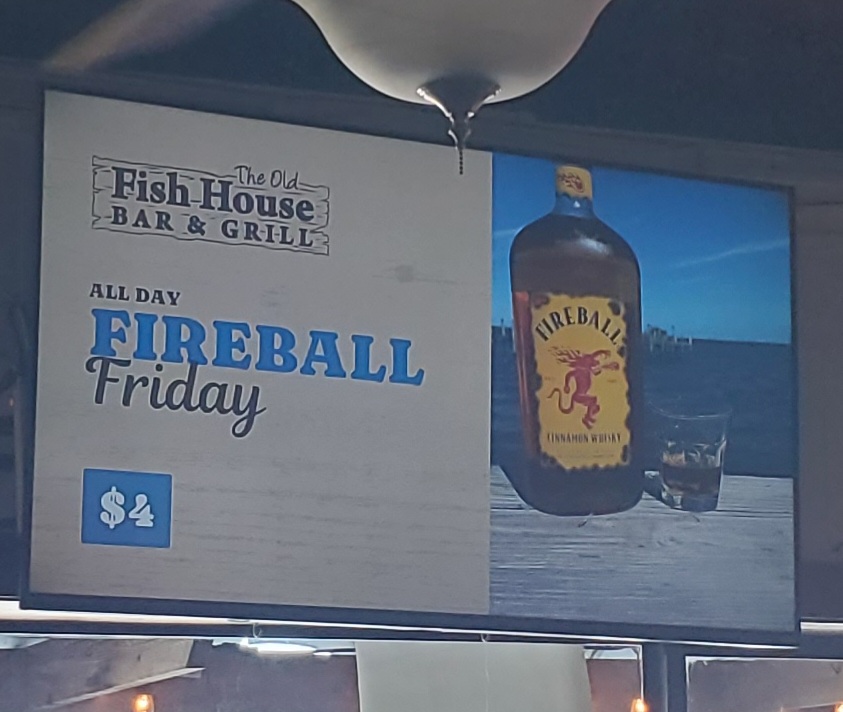 The Old
Fish House
BAR & GRILL
ALL DAY
FIREBALL
Friday
$4
FIREBALL
CINNAMON WHISKY